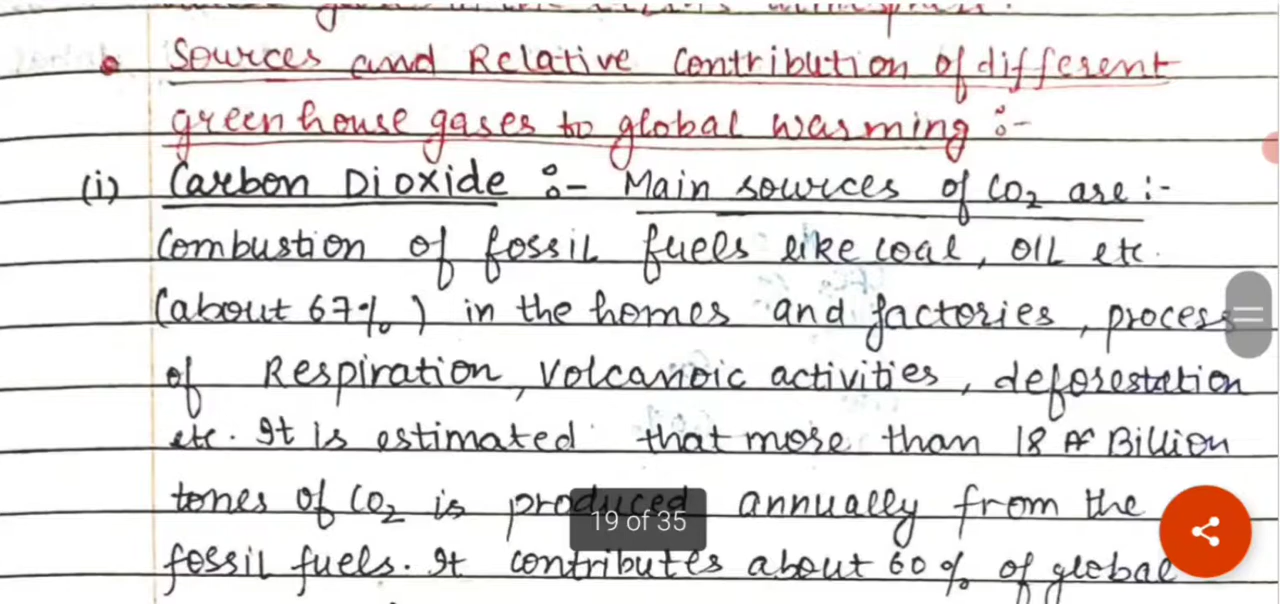 Sources and Relative Contribution of different
greenhouse gases to global warming :-
(i) Carbon Dioxide :- Main sources of CO₂ are :-
Combustion of fossil fuels like coal, OIL etc.
(about 67%) in the homes and factories, process
of Respiration, Volcanoic activities, deforestation
etc. It is estimated that more than 18 Billion
tones of CO₂ is produced annually from the
19 of 35
fossil fuels. It contributes about 60% of global